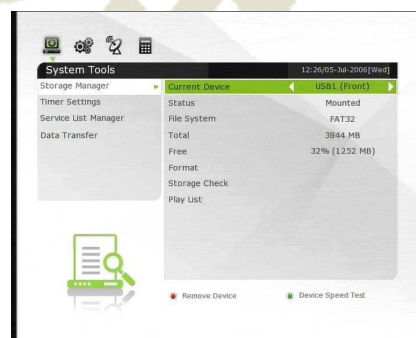 System Tools
12:26/05-Jul-2006[Wed]
Storage Manager
Timer Settings
Service List Manager
Data Transfer
Current Device USB1 (Front)
Status Mounted
File System FAT32
Total 3844 MB
Free 32% (1252 MB)
Format
Storage Check
Play List
Remove Device
Device Speed Test